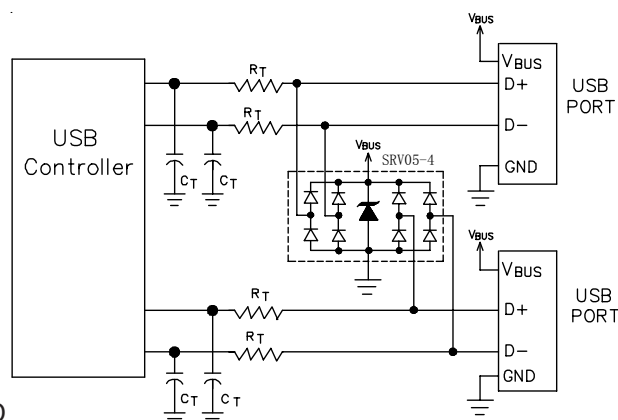 VBUS
VBUS
RT
D+
USB
PORT
RT
D−
USB
Controller
VBUS
SRV05-4
GND
CT
CT
VBUS
VBUS
RT
D+
USB
PORT
RT
D−
GND
CT
CT